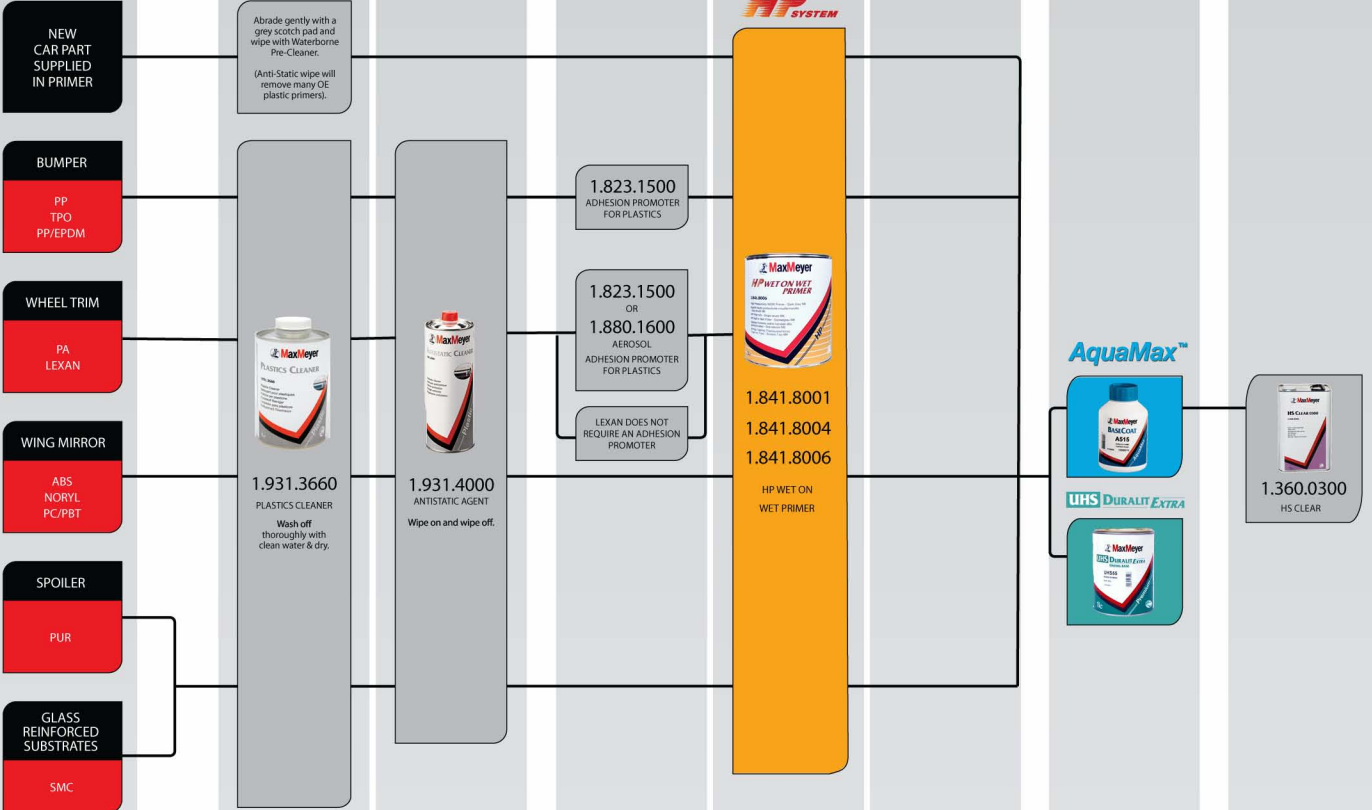 HP SYSTEM
NEW
CAR PART
SUPPLIED
IN PRIMER
Abrade gently with a
grey scotch pad and
wipe with Waterborne
Pre-Cleaner.
(Anti-Static wipe will
remove many OE
plastic primers).
BUMPER
PP
TPO
PP/EPDM
1.823.1500
ADHESION PROMOTER
FOR PLASTICS
WHEEL TRIM
PA
LEXAN
1.823.1500
OR
1.880.1600
AEROSOL
ADHESION PROMOTER
FOR PLASTICS
LEXAN DOES NOT
REQUIRE AN ADHESION
PROMOTER
WING MIRROR
ABS
NORYL
PC/PBT
SPOILER
PUR
GLASS
REINFORCED
SUBSTRATES
SMC
MaxMeyer
PLASTICS CLEANER
1.931.3660
PLASTICS CLEANER
Wash off
thoroughly with
clean water & dry.
MaxMeyer
ANTISTATIC CLEANER
1.931.4000
ANTISTATIC AGENT
Wipe on and wipe off.
MaxMeyer
HP WET ON WET
PRIMER
1.841.8001
1.841.8004
1.841.8006
HP WET ON
WET PRIMER
AquaMax™
MaxMeyer
BASECOAT
A515
UHS DURALIT EXTRA
MaxMeyer
UHS DURALIT EXTRA
MaxMeyer
HS CLEAR 0300
1.360.0300
HS CLEAR